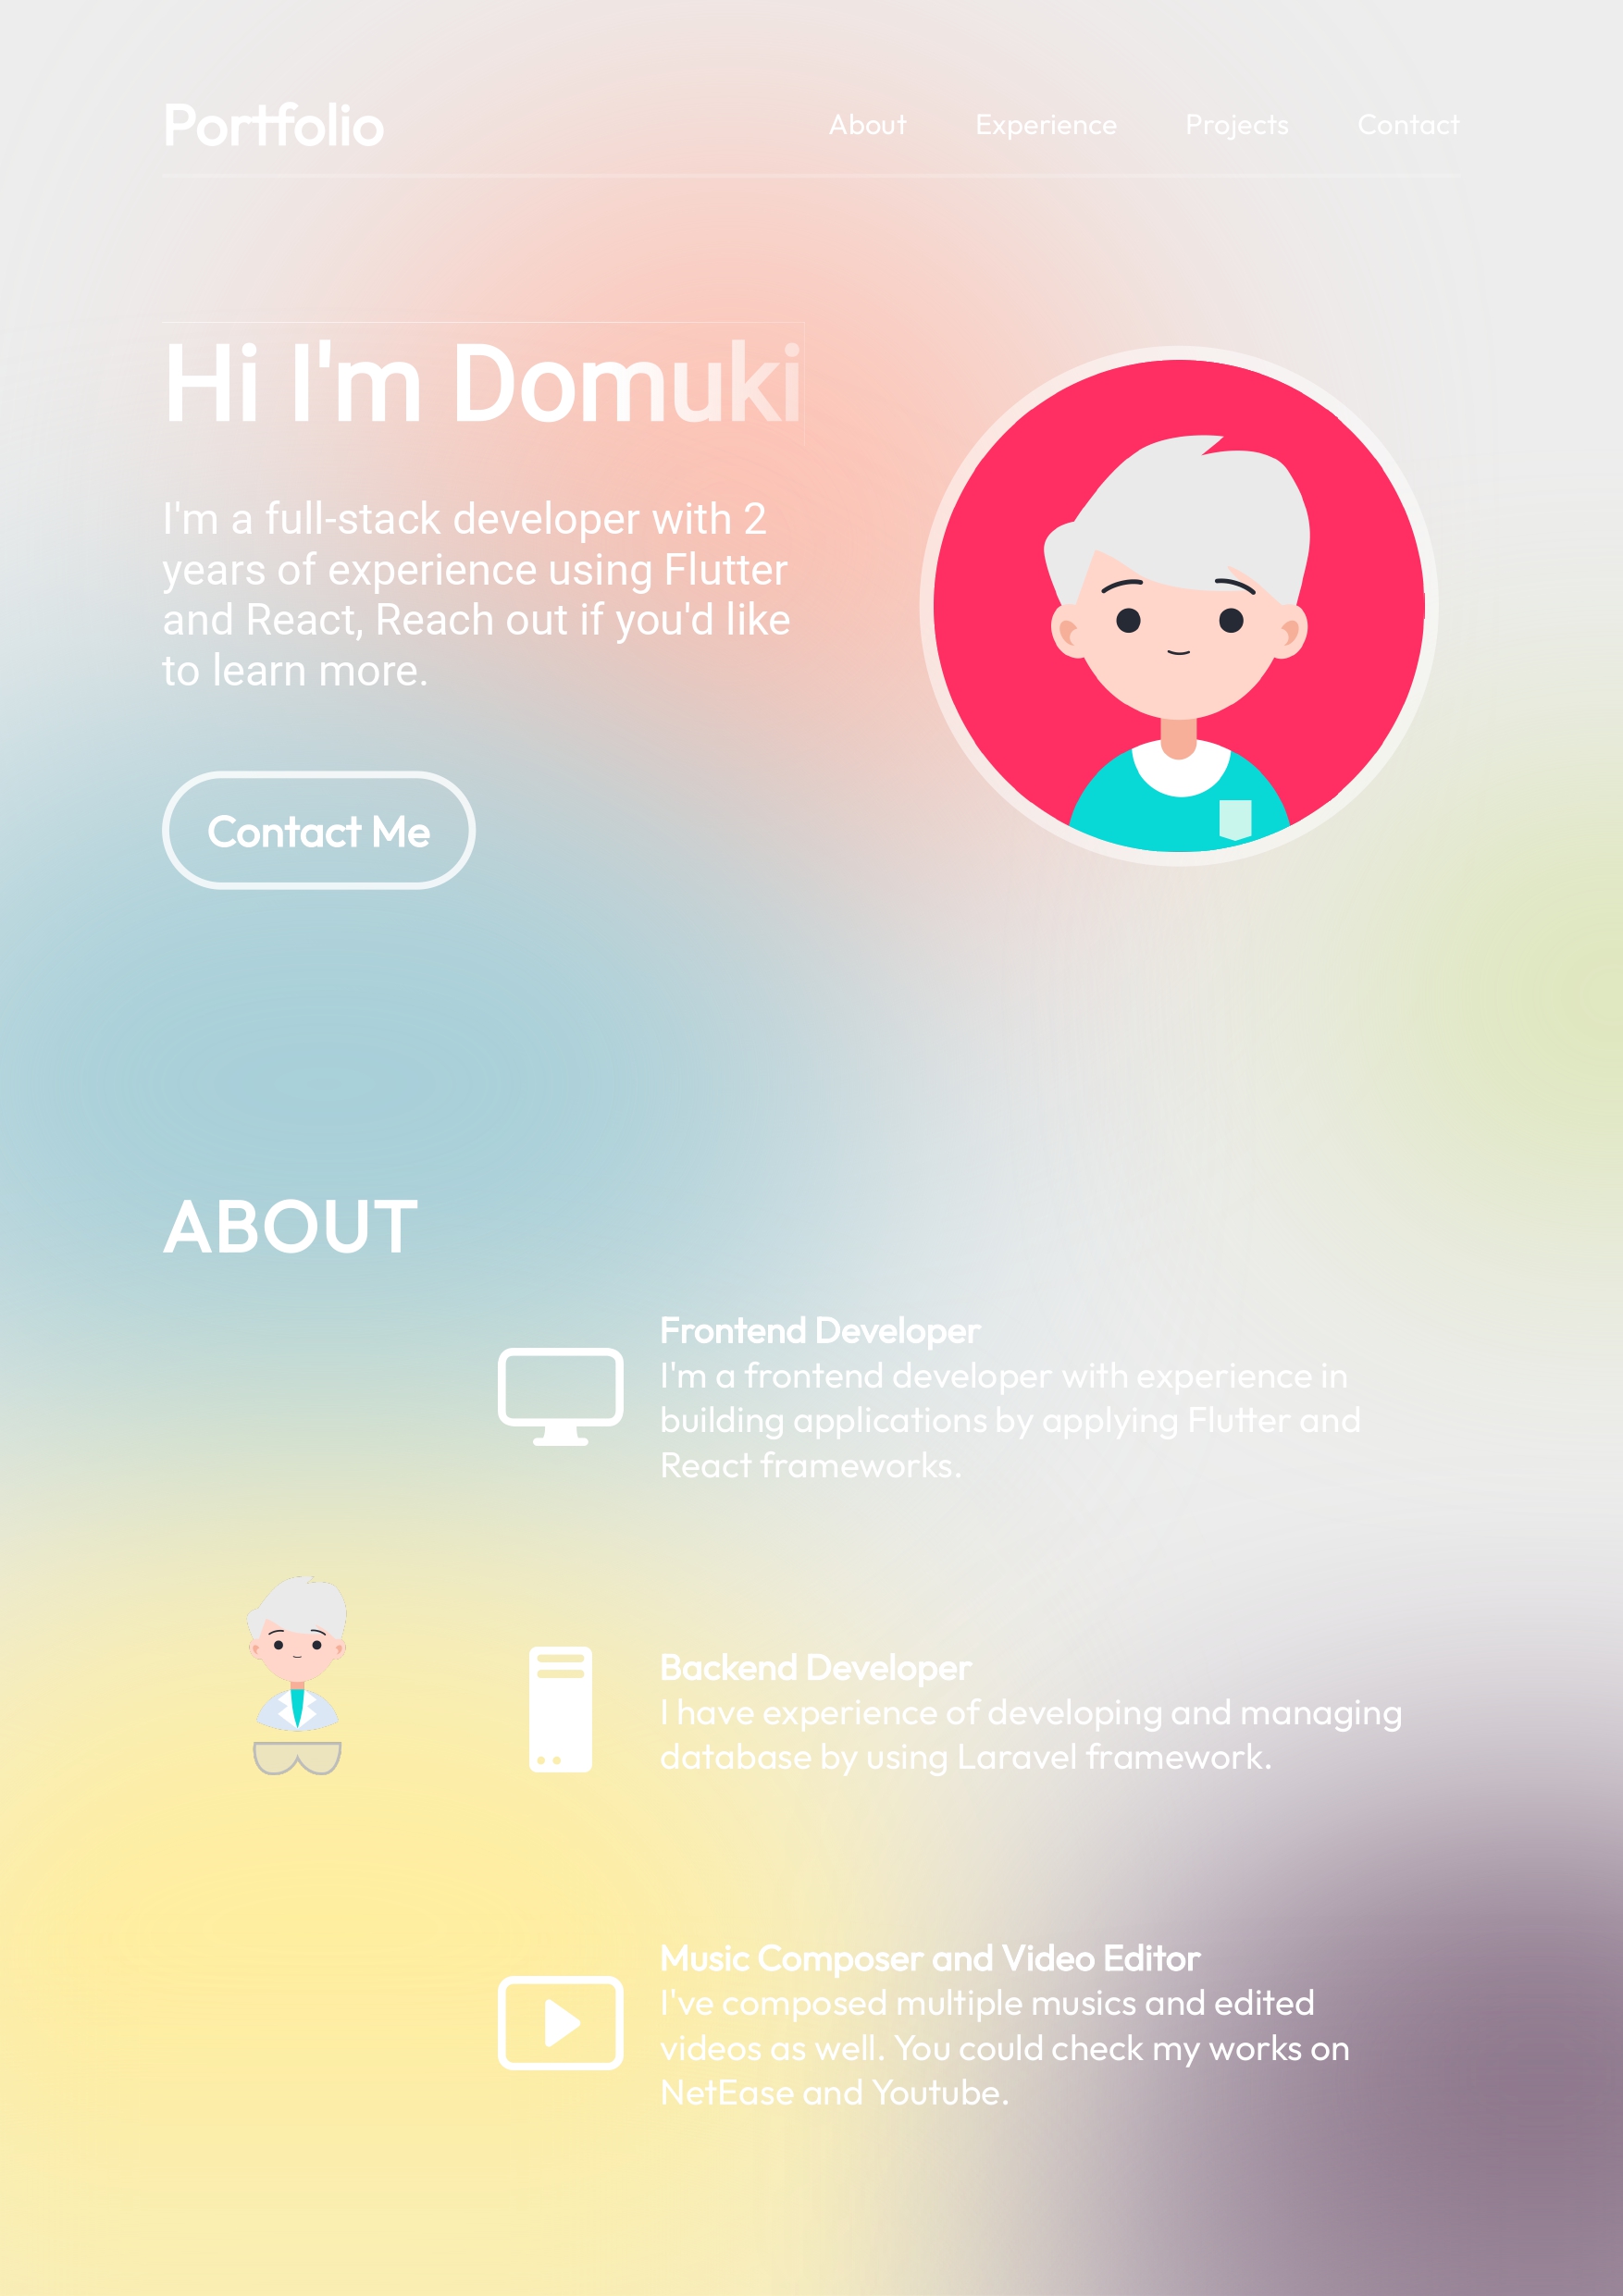 Portfolio
About Experience Projects Contact
Hi I'm Domuki
I'm a full-stack developer with 2
years of experience using Flutter
and React, Reach out if you'd like
to learn more.
Contact Me
ABOUT
Frontend Developer
I'm a frontend developer with experience in
building applications by applying Flutter and
React frameworks.
Backend Developer
I have experience of developing and managing
database by using Laravel framework.
Music Composer and Video Editor
I've composed multiple musics and edited
videos as well. You could check my works on
NetEase and Youtube.